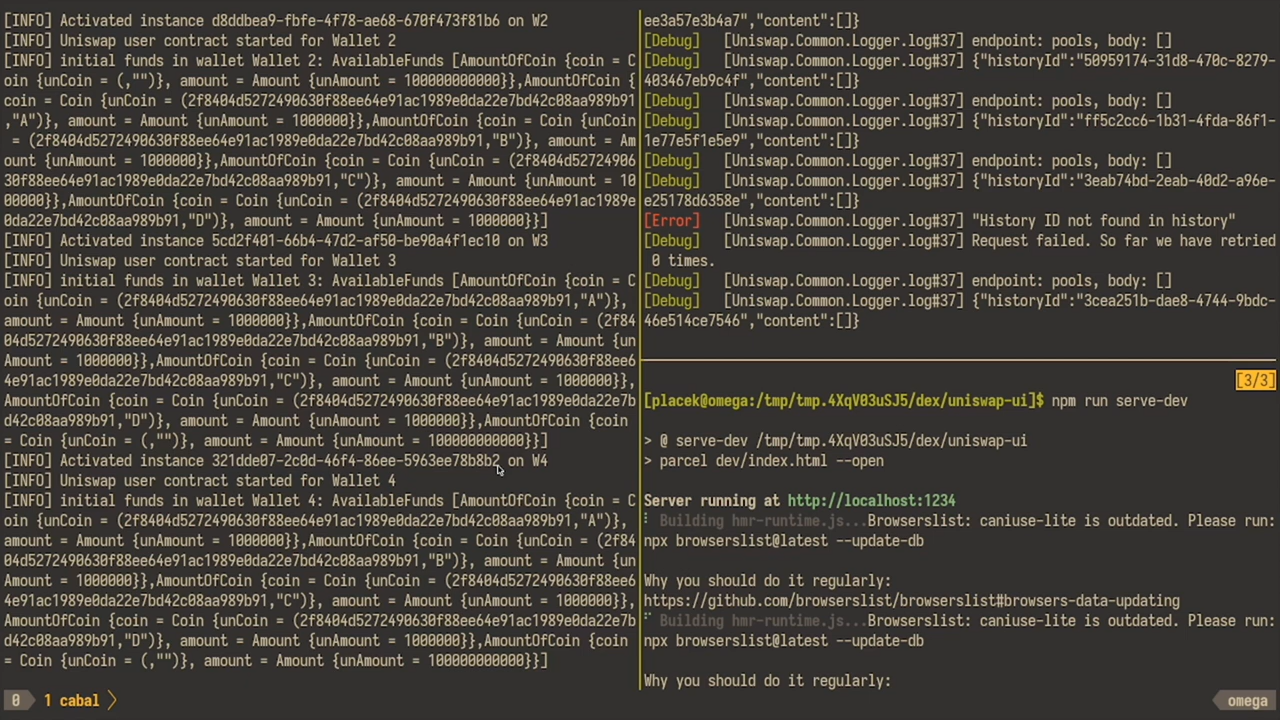 [INFO] Activated instance d8ddbea9-fbfe-4f78-ae68-670f473f81b6 on W2
[INFO] Uniswap user contract started for Wallet 2
[INFO] initial funds in wallet Wallet 2: AvailableFunds [AmountOfCoin {coin = C
oin {unCoin = (,"")}, amount = Amount {unAmount = 100000000000}},AmountOfCoin {
coin = Coin {unCoin = (2f8404d5272490630f88ee64e91ac1989e0da22e7bd42c08aa989b91
,"A")}, amount = Amount {unAmount = 1000000}},AmountOfCoin {coin = Coin {unCoin
 = (2f8404d5272490630f88ee64e91ac1989e0da22e7bd42c08aa989b91,"B")}, amount = Am
ount {unAmount = 1000000}},AmountOfCoin {coin = Coin {unCoin = (2f8404d52724906
30f88ee64e91ac1989e0da22e7bd42c08aa989b91,"C")}, amount = Amount {unAmount = 10
00000}},AmountOfCoin {coin = Coin {unCoin = (2f8404d5272490630f88ee64e91ac1989e
0da22e7bd42c08aa989b91,"D")}, amount = Amount {unAmount = 1000000}}]
[INFO] Activated instance 5cd2f401-66b4-47d2-af50-be90a4f1ec10 on W3
[INFO] Uniswap user contract started for Wallet 3
[INFO] initial funds in wallet Wallet 3: AvailableFunds [AmountOfCoin {coin = C
oin {unCoin = (2f8404d5272490630f88ee64e91ac1989e0da22e7bd42c08aa989b91,"A")},
amount = Amount {unAmount = 1000000}},AmountOfCoin {coin = Coin {unCoin = (2f84
04d5272490630f88ee64e91ac1989e0da22e7bd42c08aa989b91,"B")}, amount = Amount {un
Amount = 1000000}},AmountOfCoin {coin = Coin {unCoin = (2f8404d5272490630f88ee6
4e91ac1989e0da22e7bd42c08aa989b91,"C")}, amount = Amount {unAmount = 1000000}},
AmountOfCoin {coin = Coin {unCoin = (2f8404d5272490630f88ee64e91ac1989e0da22e7b
d42c08aa989b91,"D")}, amount = Amount {unAmount = 1000000}},AmountOfCoin {coin
= Coin {unCoin = (,"")}, amount = Amount {unAmount = 100000000000}}]
[INFO] Activated instance 321dde07-2c0d-46f4-86ee-5963ee78b8b2 on W4
[INFO] Uniswap user contract started for Wallet 4
[INFO] initial funds in wallet Wallet 4: AvailableFunds [AmountOfCoin {coin = C
oin {unCoin = (2f8404d5272490630f88ee64e91ac1989e0da22e7bd42c08aa989b91,"A")},
amount = Amount {unAmount = 1000000}},AmountOfCoin {coin = Coin {unCoin = (2f84
04d5272490630f88ee64e91ac1989e0da22e7bd42c08aa989b91,"B")}, amount = Amount {un
Amount = 1000000}},AmountOfCoin {coin = Coin {unCoin = (2f8404d5272490630f88ee6
4e91ac1989e0da22e7bd42c08aa989b91,"C")}, amount = Amount {unAmount = 1000000}},
AmountOfCoin {coin = Coin {unCoin = (2f8404d5272490630f88ee64e91ac1989e0da22e7b
d42c08aa989b91,"D")}, amount = Amount {unAmount = 1000000}},AmountOfCoin {coin
= Coin {unCoin = (,"")}, amount = Amount {unAmount = 100000000000}}]
ee3a57e3b4a7","content":[]}
[Debug]   [Uniswap.Common.Logger.log#37] endpoint: pools, body: []
[Debug]   [Uniswap.Common.Logger.log#37] {"historyId":"50959174-31d8-470c-8279-
403467eb9c4f","content":[]}
[Debug]   [Uniswap.Common.Logger.log#37] endpoint: pools, body: []
[Debug]   [Uniswap.Common.Logger.log#37] {"historyId":"ff5c2cc6-1b31-4fda-86f1-
1e77e5f1e5e9","content":[]}
[Debug]   [Uniswap.Common.Logger.log#37] endpoint: pools, body: []
[Debug]   [Uniswap.Common.Logger.log#37] {"historyId":"3eab74bd-2eab-40d2-a96e-
e25178d6358e","content":[]}
[Error]   [Uniswap.Common.Logger.log#37] "History ID not found in history"
[Debug]   [Uniswap.Common.Logger.log#37] Request failed. So far we have retried
 0 times.
[Debug]   [Uniswap.Common.Logger.log#37] endpoint: pools, body: []
[Debug]   [Uniswap.Common.Logger.log#37] {"historyId":"3cea251b-dae8-4744-9bdc-
46e514ce7546","content":[]}
[3/3]
[placek@omega:/tmp/tmp.4XqV03uSJ5/dex/uniswap-ui]$ npm run serve-dev
> @ serve-dev /tmp/tmp.4XqV03uSJ5/dex/uniswap-ui
> parcel dev/index.html --open
Server running at http://localhost:1234
⠇ Building hmr-runtime.js...Browserslist: caniuse-lite is outdated. Please run:
npx browserslist@latest --update-db
Why you should do it regularly:
https://github.com/browserslist/browserslist#browsers-data-updating
⠋ Building hmr-runtime.js...Browserslist: caniuse-lite is outdated. Please run:
npx browserslist@latest --update-db
Why you should do it regularly:
0 1 cabal
omega